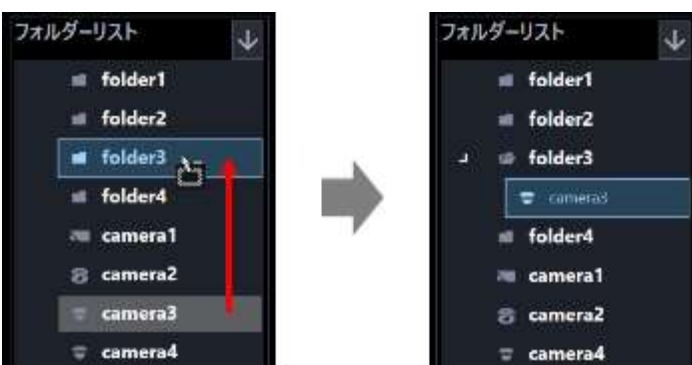 フォルダーリスト
folder1
folder2
folder3
folder4
camera1
camera2
camera3
camera4
フォルダーリスト
folder1
folder2
folder3
camera3
folder4
camera1
camera2
camera4